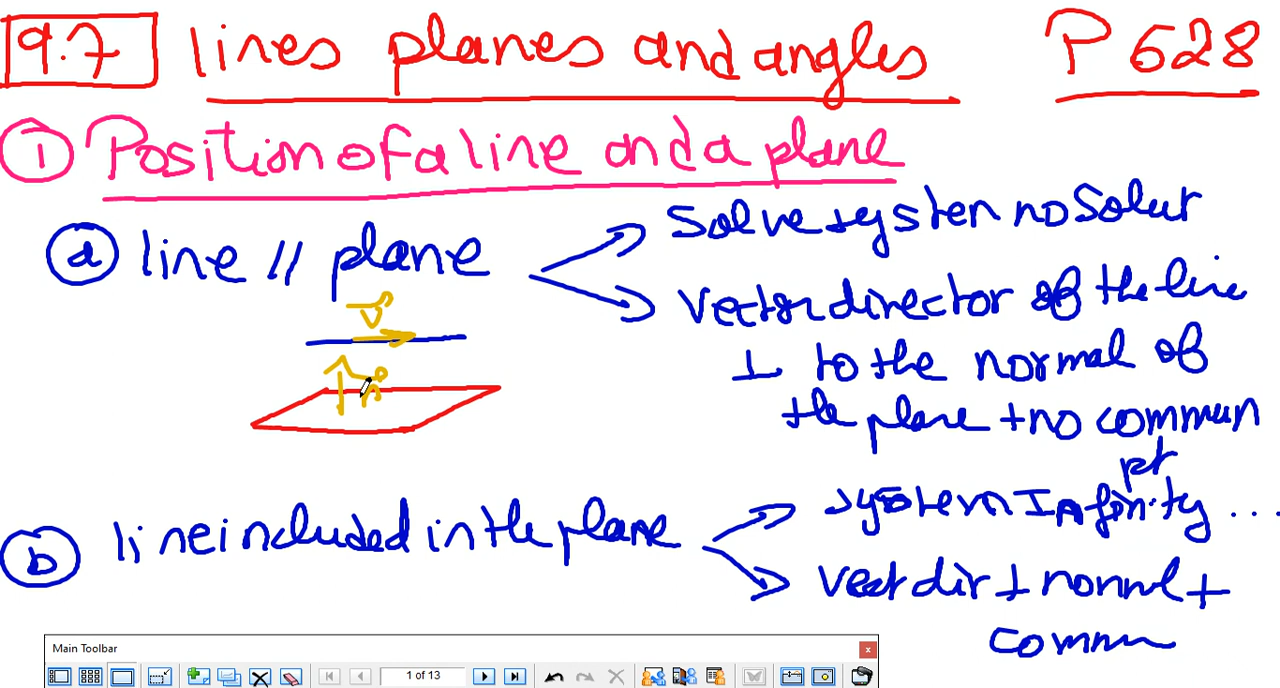 9.7 lines planes and angles P 628
① Position of a line and a plane
ⓐ line // plane
solve system no Solut
Vector director of the line
⊥ to the normal of
the plane + no commun
pt
v
n
ⓑ line included in the plane
system Infinity ...
vect dir ⊥ normal +
commun
Main Toolbar
1 of 13